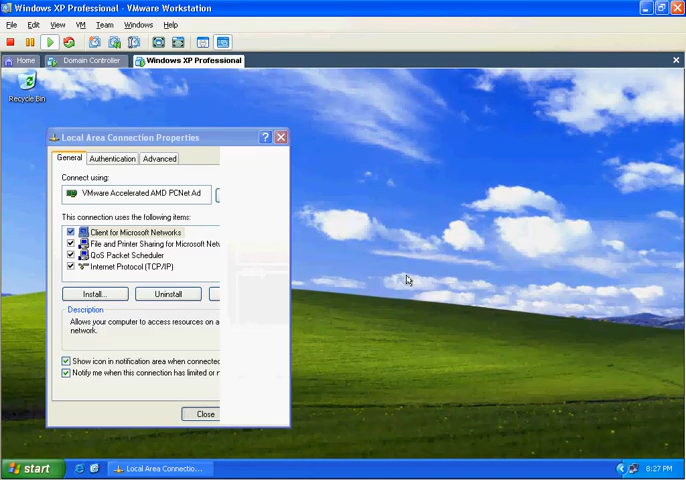 Windows XP Professional - VMware Workstation
File Edit View VM Team Windows Help
Home Domain Controller Windows XP Professional
Recycle Bin
Local Area Connection Properties
General Authentication Advanced
Connect using:
VMware Accelerated AMD PCNet Ad
This connection uses the following items:
Client for Microsoft Networks
File and Printer Sharing for Microsoft Netw
QoS Packet Scheduler
Internet Protocol (TCP/IP)
Install... Uninstall
Description
Allows your computer to access resources on a
network.
Show icon in notification area when connected
Notify me when this connection has limited or n
Close
start Local Area Connectio... 8:27 PM